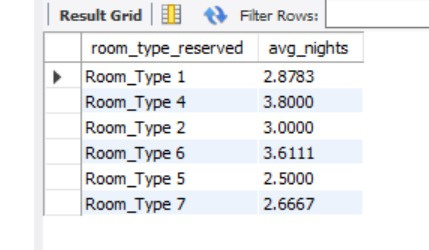 Result Grid Filter Rows:
room_type_reserved avg_nights
Room_Type 1 2.8783
Room_Type 4 3.8000
Room_Type 2 3.0000
Room_Type 6 3.6111
Room_Type 5 2.5000
Room_Type 7 2.6667